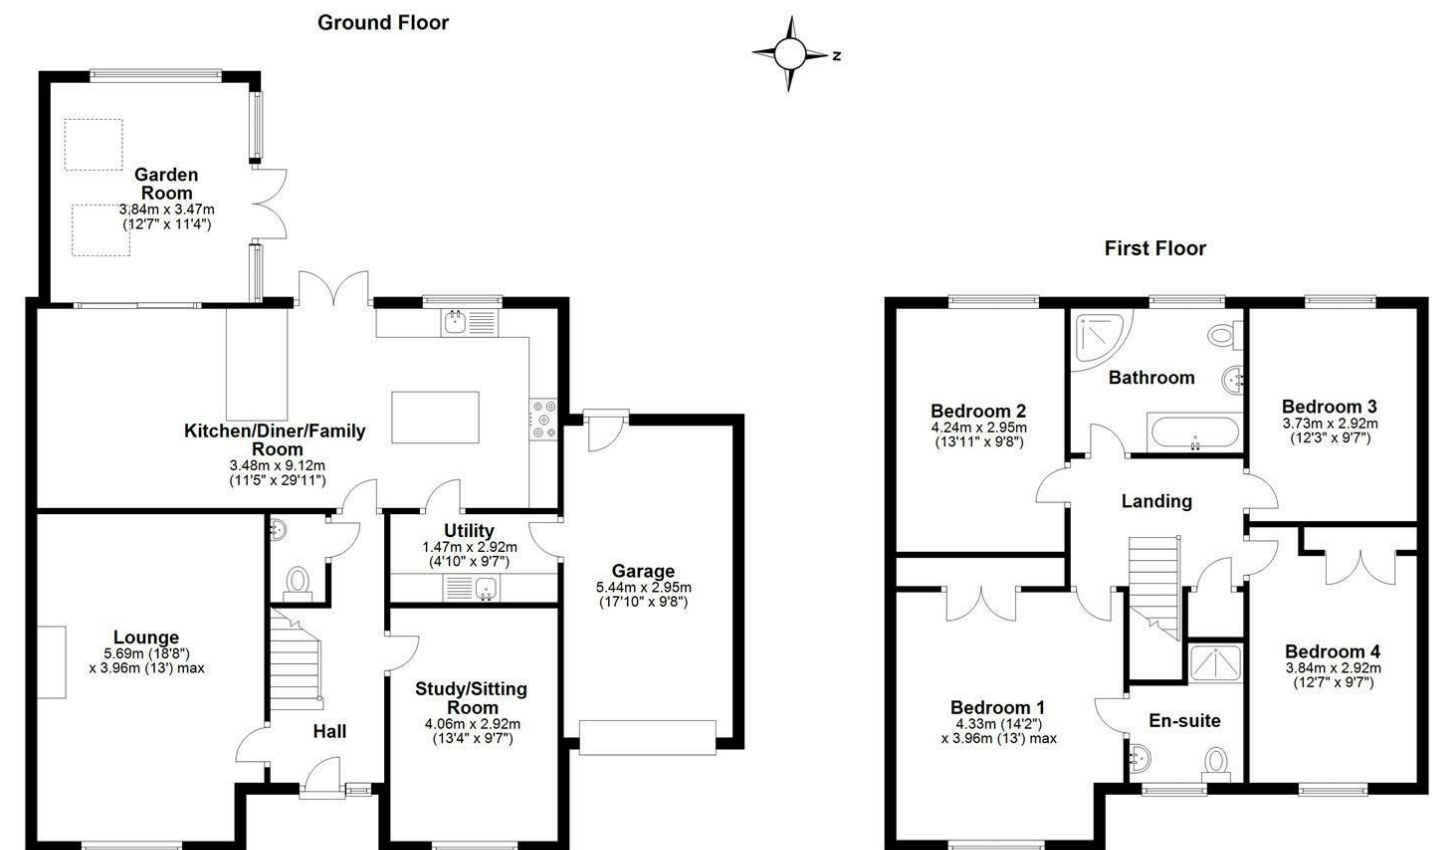 Ground Floor
N
Garden
Room
3.84m x 3.47m
(12'7" x 11'4")
Kitchen/Diner/Family
Room
3.48m x 9.12m
(11'5" x 29'11")
Utility
1.47m x 2.92m
(4'10" x 9'7")
Garage
5.44m x 2.95m
(17'10" x 9'8")
Lounge
5.69m (18'8")
x 3.96m (13') max
Study/Sitting
Room
4.06m x 2.92m
(13'4" x 9'7")
Hall
First Floor
Bedroom 2
4.24m x 2.95m
(13'11" x 9'8")
Bathroom
Bedroom 3
3.73m x 2.92m
(12'3" x 9'7")
Landing
Bedroom 1
4.33m (14'2")
x 3.96m (13') max
En-suite
Bedroom 4
3.84m x 2.92m
(12'7" x 9'7")